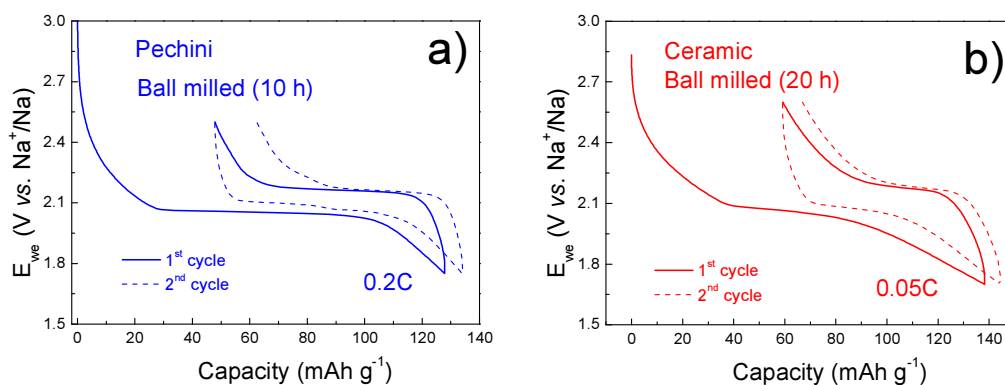 a)
Pechini
Ball milled (10 h)
3.0
2.7
2.4
2.1
1.8
1.5
E_we (V vs. Na⁺/Na)
1st cycle
2nd cycle
0.2C
0 20 40 60 80 100 120 140
Capacity (mAh g⁻¹)
b)
Ceramic
Ball milled (20 h)
3.0
2.7
2.4
2.1
1.8
1.5
E_we (V vs. Na⁺/Na)
1st cycle
2nd cycle
0.05C
0 20 40 60 80 100 120 140
Capacity (mAh g⁻¹)